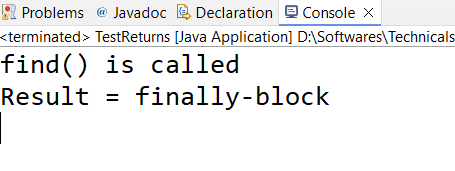 Problems @ Javadoc Declaration Console
<terminated> TestReturns [Java Application] D:\Softwares\Technicals
find() is called
Result = finally-block